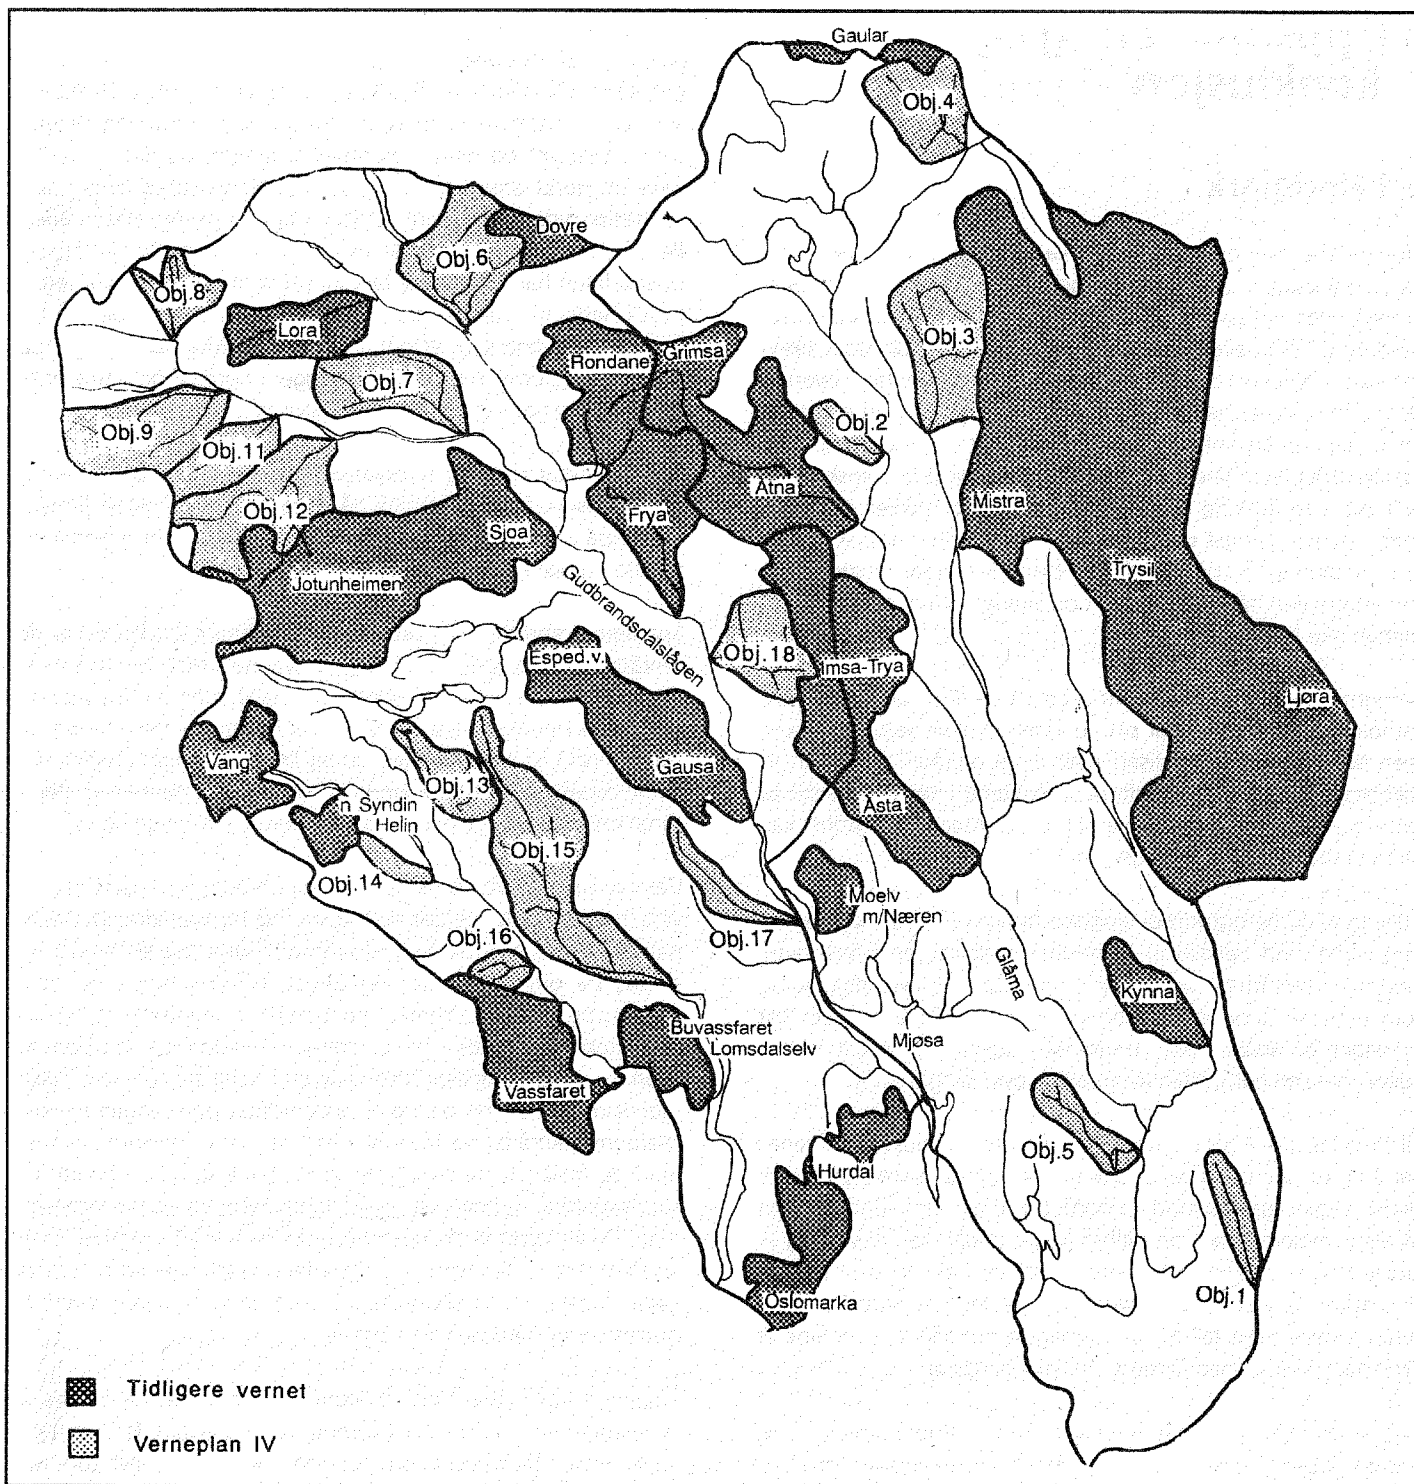 Gaular
Obj.4
Dovre
Obj.6
Obj.8
Lora
Obj.3
Rondane
Grimsa
Obj.7
Obj.2
Obj.9
Obj.11
Obj.12
Atna
Mistra
Frya
Sjoa
Trysil
Jotunheimen
Gudbrandsdalslågen
Obj.18
Esped.v.
Imsa-Trya
Ljøra
Vang
Gausa
Obj.13
n. Syndin
Helin
Åsta
Obj.15
Obj.14
Moelv
m/Næren
Obj.17
Obj.16
Glåma
Kynna
Buvassfaret
Lomsdalselv
Mjøsa
Vassfaret
Obj.5
Hurdal
Obj.1
Oslomarka
Tidligere vernet
Verneplan IV